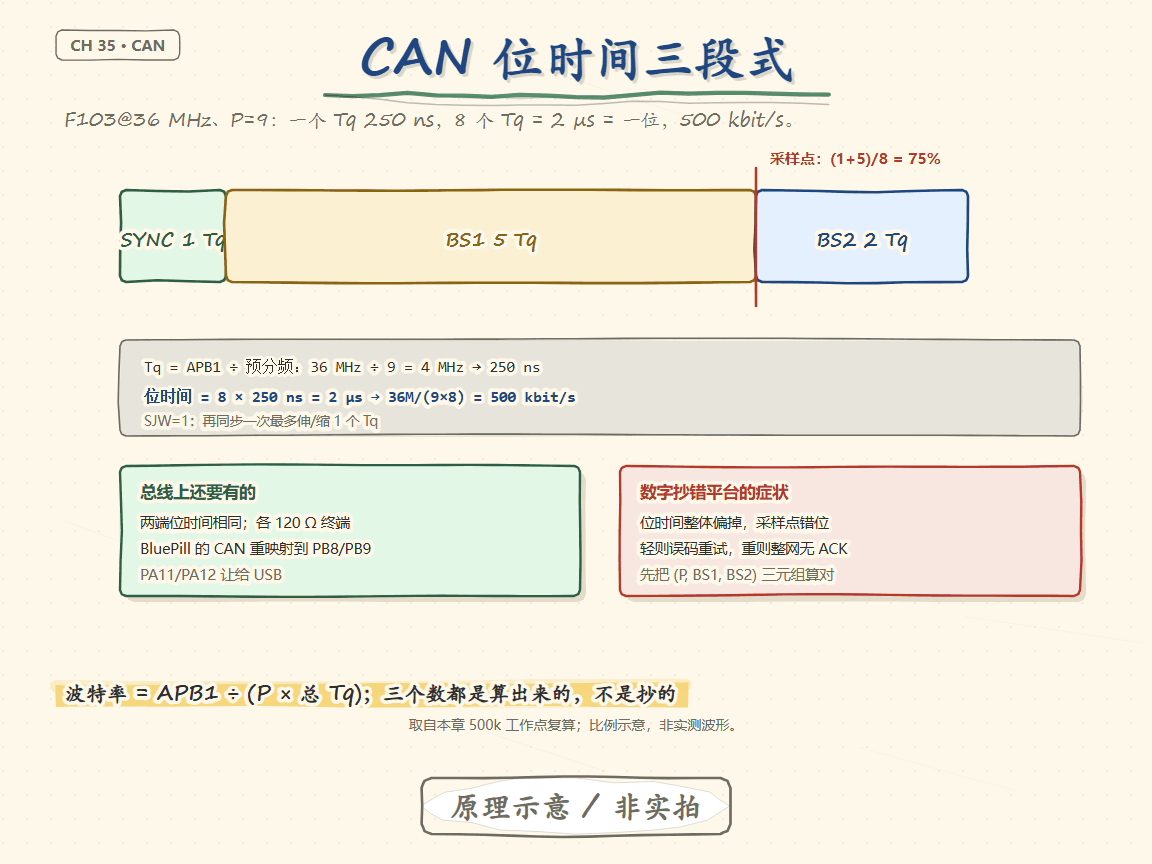 CH 35 • CAN
CAN 位时间三段式
F103@36 MHz、P=9：一个 Tq 250 ns，8 个 Tq = 2 μs = 一位，500 kbit/s。
采样点：(1+5)/8 = 75%
SYNC 1 Tq
BS1 5 Tq
BS2 2 Tq
Tq = APB1 ÷ 预分频：36 MHz ÷ 9 = 4 MHz → 250 ns
位时间 = 8 × 250 ns = 2 μs → 36M/(9×8) = 500 kbit/s
SJW=1：再同步一次最多伸/缩 1 个 Tq
总线上还要有的
两端位时间相同；各 120 Ω 终端
BluePill 的 CAN 重映射到 PB8/PB9
PA11/PA12 让给 USB
数字抄错平台的症状
位时间整体偏掉，采样点错位
轻则误码重试，重则整网无 ACK
先把 (P, BS1, BS2) 三元组算对
波特率 = APB1 ÷ (P × 总 Tq)；三个数都是算出来的，不是抄的
取自本章 500k 工作点复算；比例示意，非实测波形。
原理示意 / 非实拍